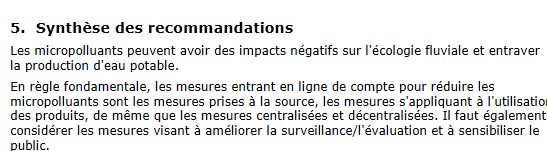 5. Synthèse des recommandations
Les micropolluants peuvent avoir des impacts négatifs sur l'écologie fluviale et entraver
la production d'eau potable.
En règle fondamentale, les mesures entrant en ligne de compte pour réduire les
micropolluants sont les mesures prises à la source, les mesures s'appliquant à l'utilisation
des produits, de même que les mesures centralisées et décentralisées. Il faut également
considérer les mesures visant à améliorer la surveillance/l'évaluation et à sensibiliser le
public.